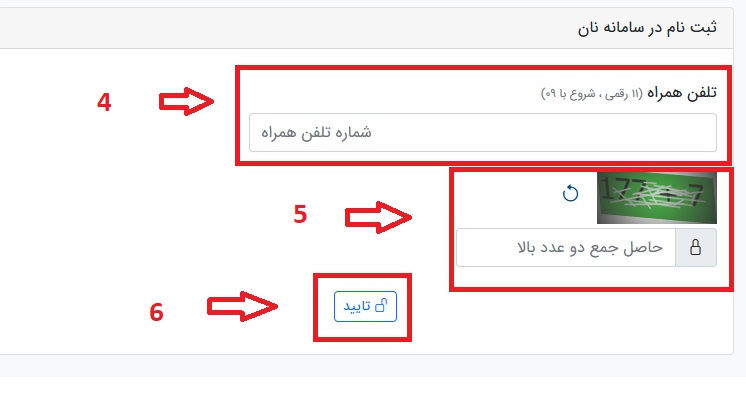 ثبت نام در سامانه نان
تلفن همراه (۱۱ رقمی ، شروع با ۰۹)
4
شماره تلفن همراه
5
حاصل جمع دو عدد بالا
تایید
6